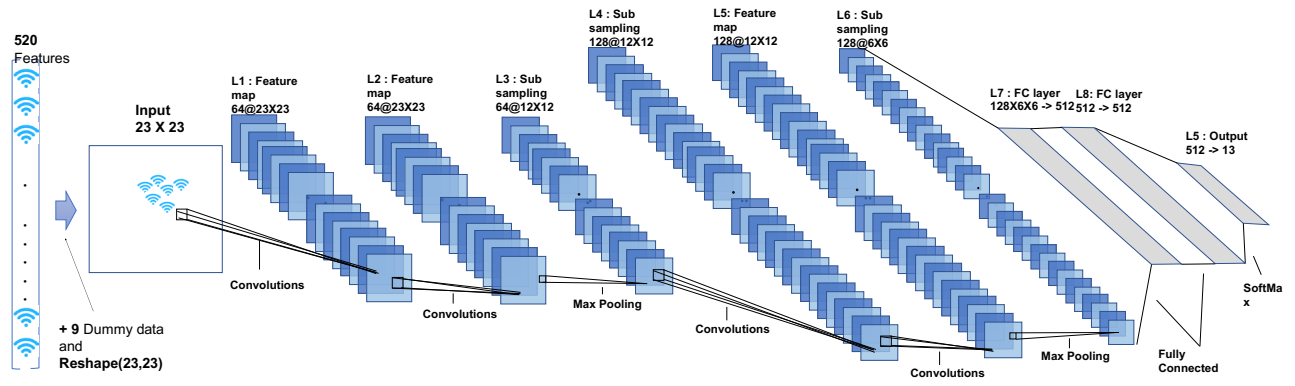 520
Features
+ 9 Dummy data
and
Reshape(23,23)
Input
23 X 23
Convolutions
L1 : Feature
map
64@23X23
Convolutions
L2 : Feature
map
64@23X23
Max Pooling
L3 : Sub
sampling
64@12X12
Convolutions
L4 : Sub
sampling
128@12X12
Convolutions
L5: Feature
map
128@12X12
Max Pooling
L6 : Sub
sampling
128@6X6
L7 : FC layer
128X6X6 -> 512
L8 : FC layer
512 -> 512
Fully
Connected
L5 : Output
512 -> 13
SoftMa
x